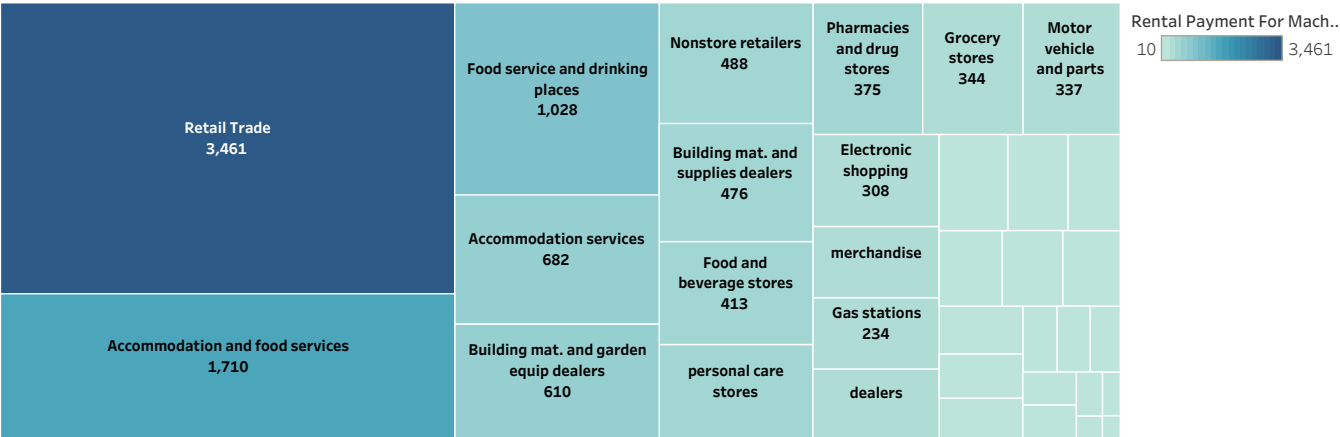 Retail Trade
3,461
Accommodation and food services
1,710
Food service and drinking
places
1,028
Accommodation services
682
Building mat. and garden
equip dealers
610
Nonstore retailers
488
Building mat. and
supplies dealers
476
Food and
beverage stores
413
personal care
stores
Pharmacies
and drug
stores
375
Grocery
stores
344
Motor
vehicle
and parts
337
Electronic
shopping
308
merchandise
Gas stations
234
dealers
Rental Payment For Mach..
10
3,461